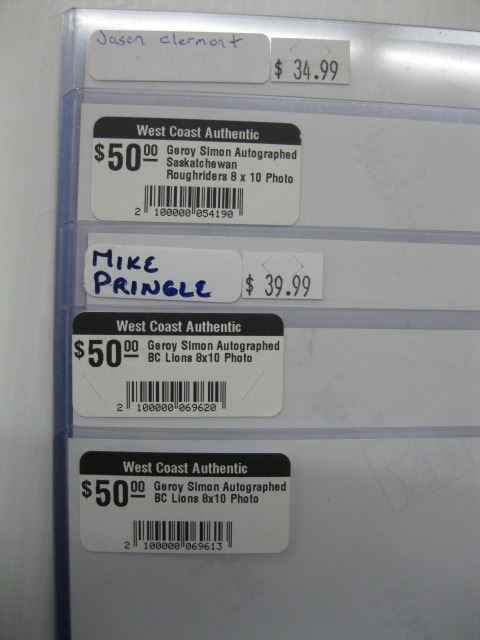 Jason Clermont
$ 34.99
West Coast Authentic
$50.00 Geroy Simon Autographed
Saskatchewan
Roughriders 8 x 10 Photo
2 100000 054190
MIKE
PRINGLE
$ 39.99
West Coast Authentic
$50.00 Geroy Simon Autographed
BC Lions 8x10 Photo
2 100000 069620
West Coast Authentic
$50.00 Geroy Simon Autographed
BC Lions 8x10 Photo
2 100000 069613